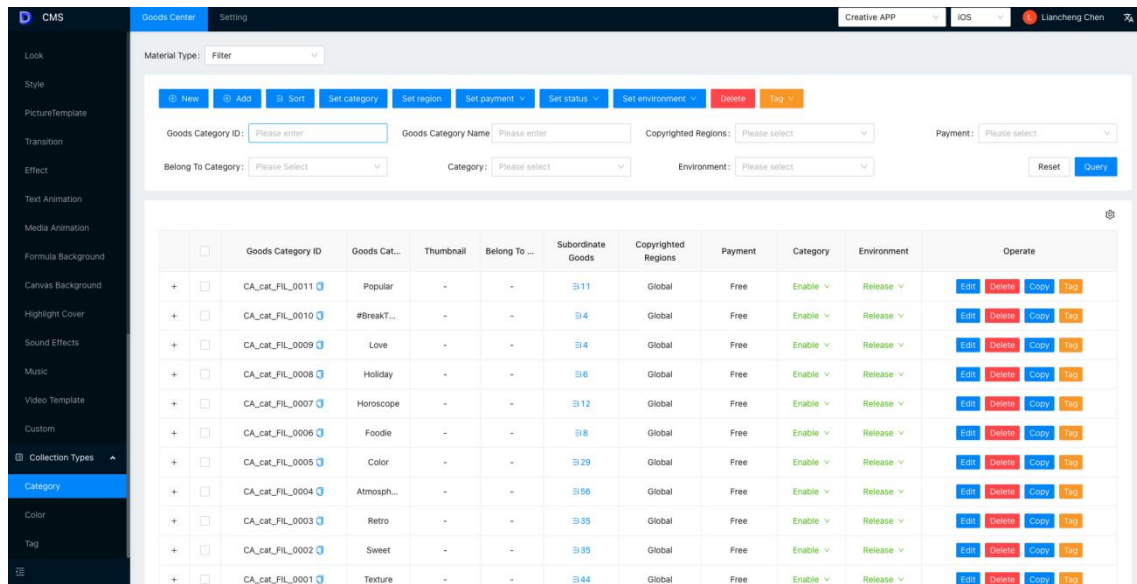 CMS
Goods Center Setting Creative APP iOS L Liancheng Chen
Look
Style
PictureTemplate
Transition
Effect
Text Animation
Media Animation
Formula Background
Canvas Background
Highlight Cover
Sound Effects
Music
Video Template
Custom
Collection Types
Category
Color
Tag
Material Type: Filter
New Add Sort Set category Set region Set payment Set status Set environment Delete Tag
Goods Category ID: Please enter Goods Category Name Please enter Copyrighted Regions: Please select Payment: Please select
Belong To Category: Please Select Category: Please select Environment: Please select Reset Query
Goods Category ID Goods Cat... Thumbnail Belong To ... Subordinate Goods Copyrighted Regions Payment Category Environment Operate
+ CA_cat_FIL_0011 Popular - - 11 Global Free Enable Release Edit Delete Copy Tag
+ CA_cat_FIL_0010 #BreakT... - - 4 Global Free Enable Release Edit Delete Copy Tag
+ CA_cat_FIL_0009 Love - - 4 Global Free Enable Release Edit Delete Copy Tag
+ CA_cat_FIL_0008 Holiday - - 6 Global Free Enable Release Edit Delete Copy Tag
+ CA_cat_FIL_0007 Horoscope - - 12 Global Free Enable Release Edit Delete Copy Tag
+ CA_cat_FIL_0006 Foodie - - 8 Global Free Enable Release Edit Delete Copy Tag
+ CA_cat_FIL_0005 Color - - 29 Global Free Enable Release Edit Delete Copy Tag
+ CA_cat_FIL_0004 Atmosph... - - 56 Global Free Enable Release Edit Delete Copy Tag
+ CA_cat_FIL_0003 Retro - - 35 Global Free Enable Release Edit Delete Copy Tag
+ CA_cat_FIL_0002 Sweet - - 35 Global Free Enable Release Edit Delete Copy Tag
+ CA_cat_FIL_0001 Texture - - 44 Global Free Enable Release Edit Delete Copy Tag